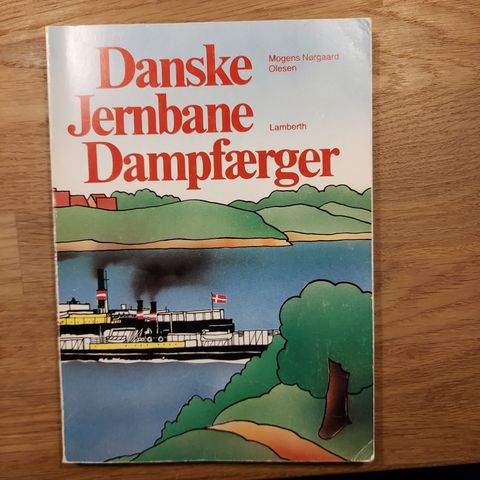 Danske
Mogens Nørgaard
Olesen
Jernbane
Lamberth
Dampfærger